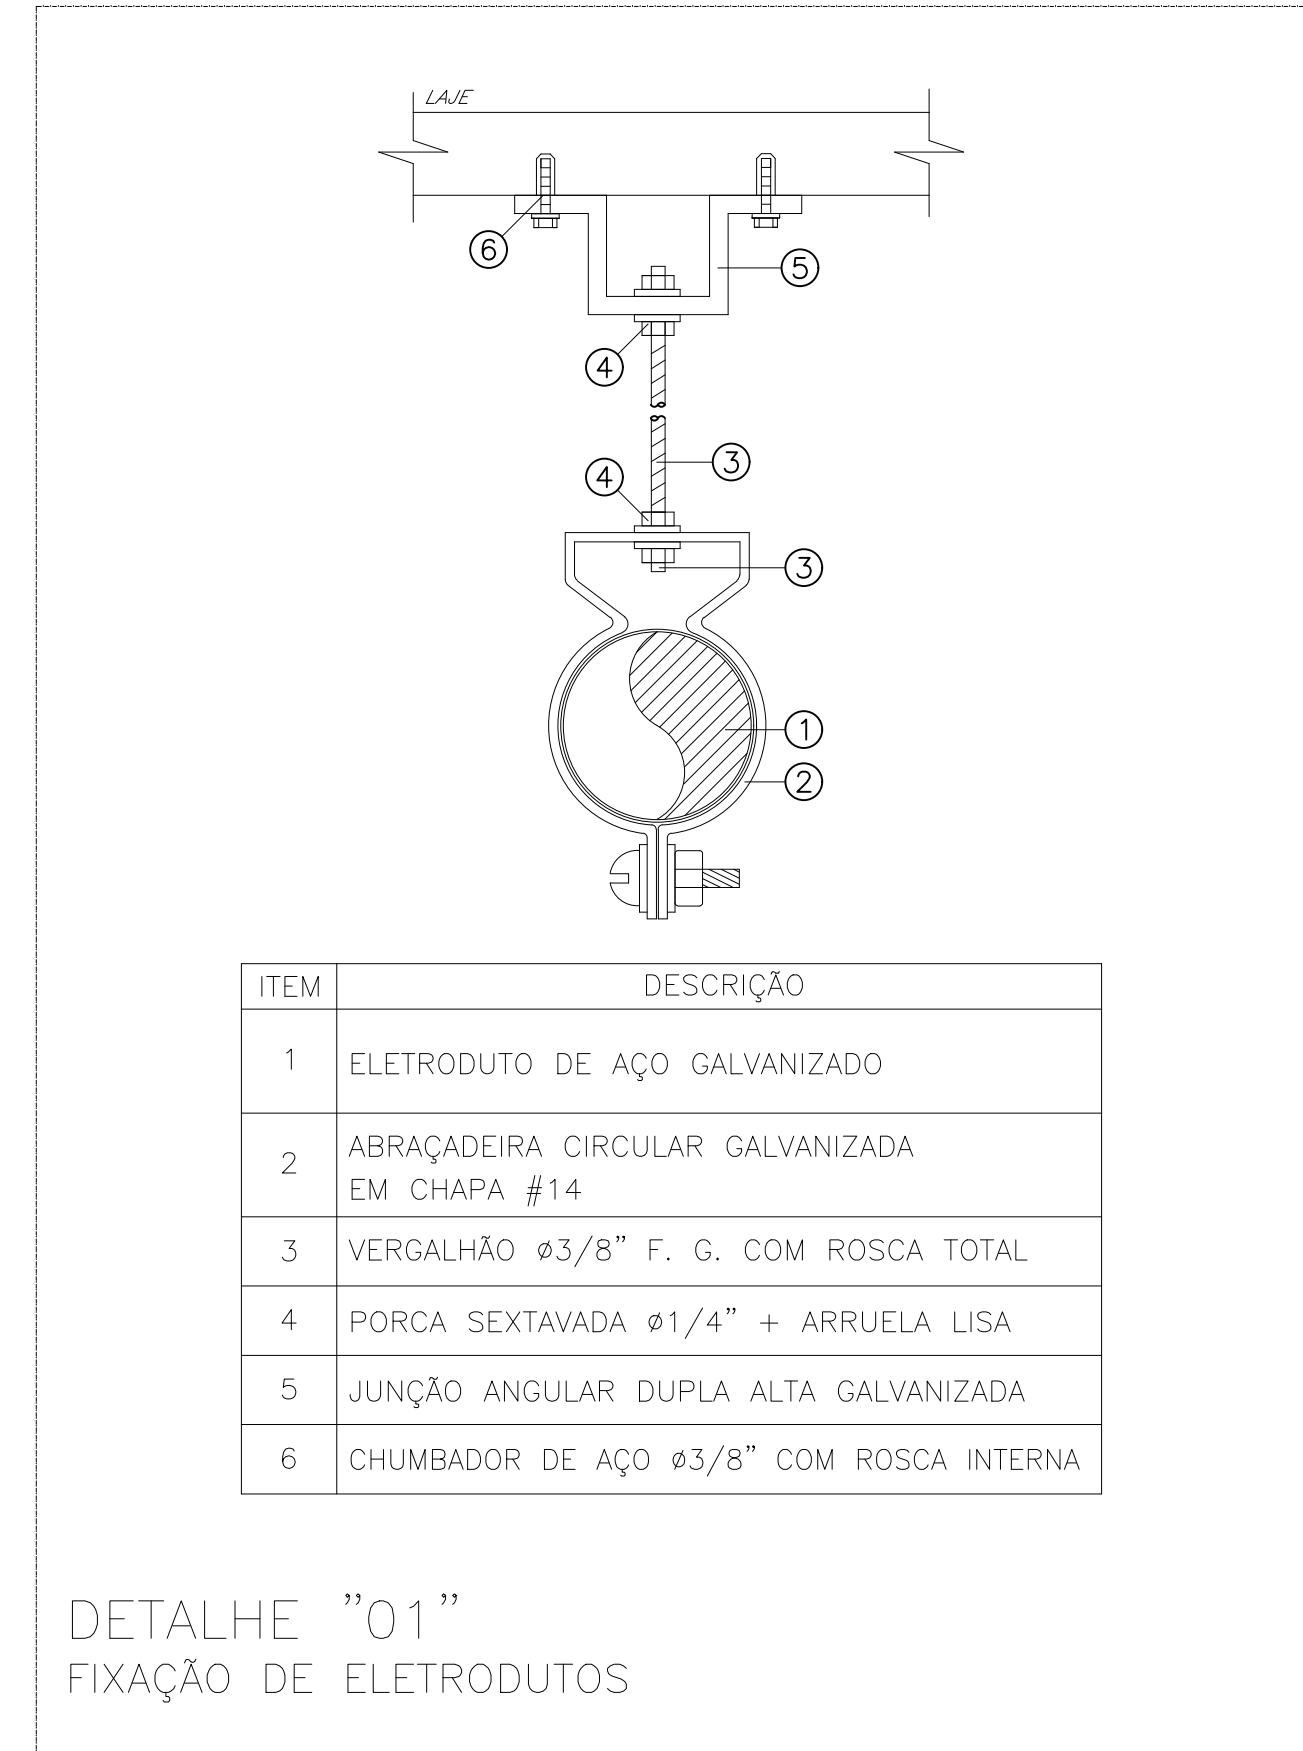 LAJE
6
5
4
3
4
3
1
2
ITEM DESCRIÇÃO
1 ELETRODUTO DE AÇO GALVANIZADO
2 ABRAÇADEIRA CIRCULAR GALVANIZADA
EM CHAPA #14
3 VERGALHÃO ø3/8” F. G. COM ROSCA TOTAL
4 PORCA SEXTAVADA ø1/4” + ARRUELA LISA
5 JUNÇÃO ANGULAR DUPLA ALTA GALVANIZADA
6 CHUMBADOR DE AÇO ø3/8” COM ROSCA INTERNA
DETALHE ”01”
FIXAÇÃO DE ELETRODUTOS